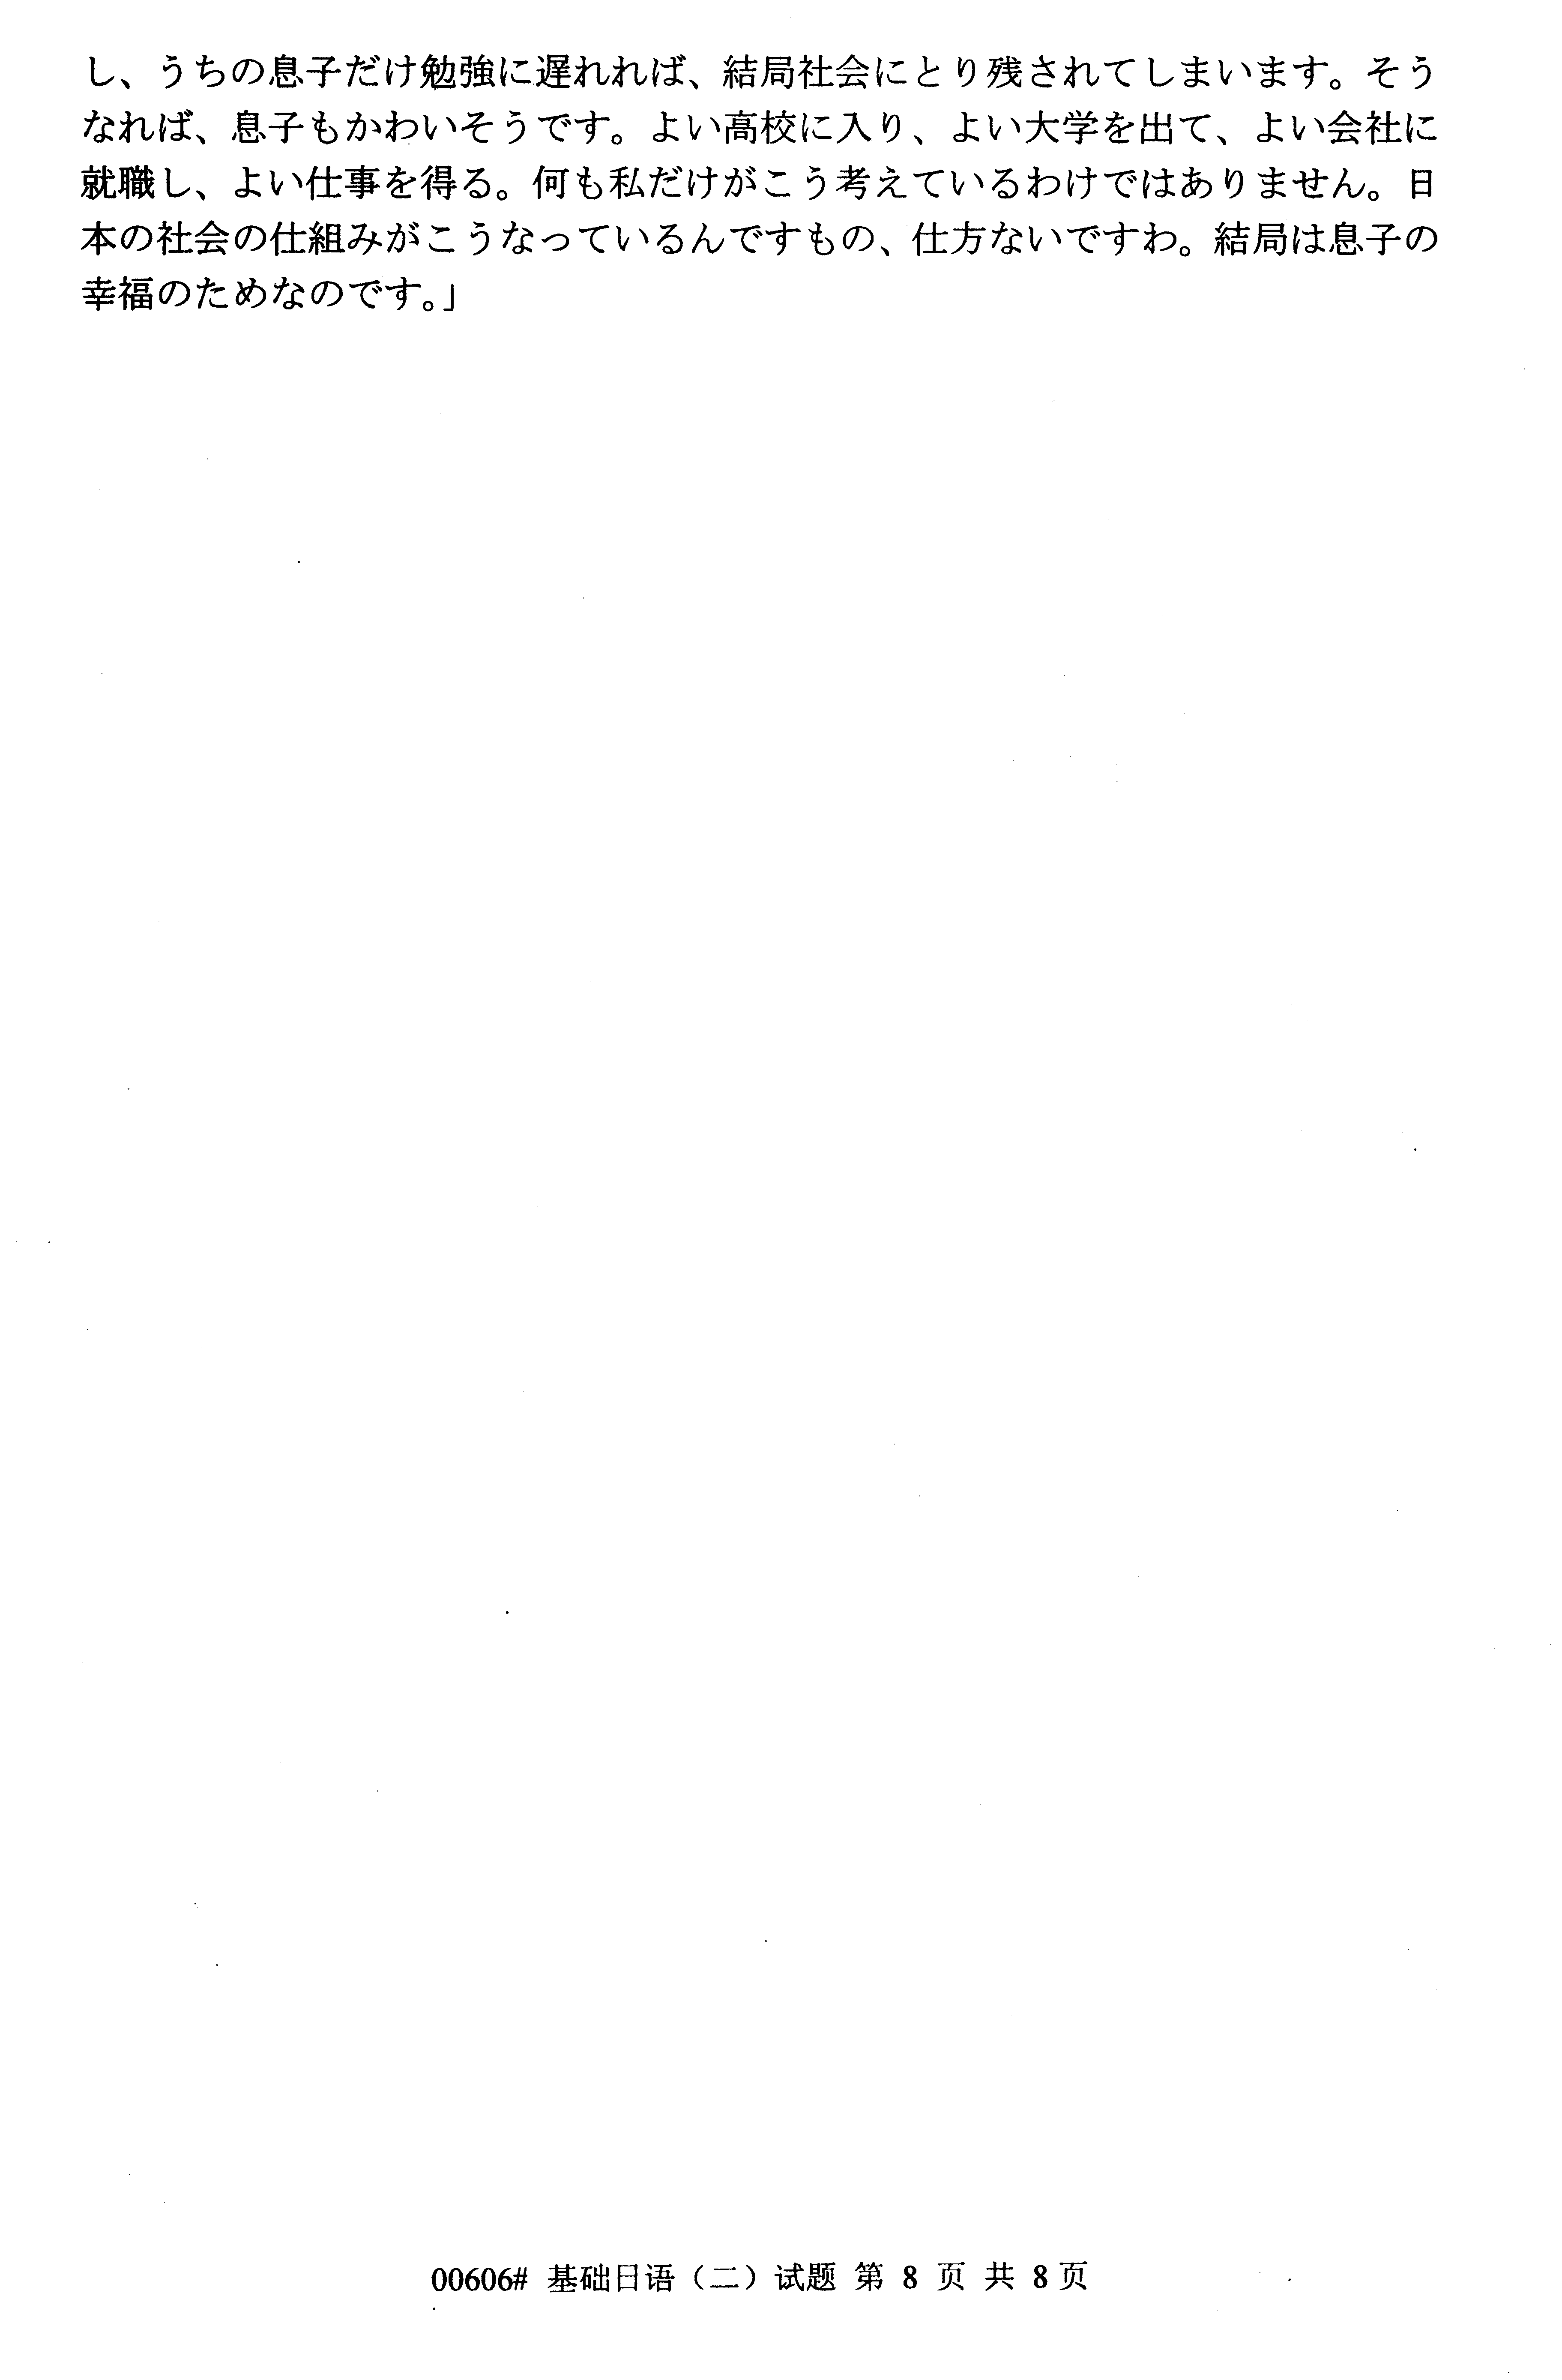 し、うちの息子だけ勉強に遅れれば、結局社会にとり残されてしまいます。そう
なれば、息子もかわいそうです。よい高校に入り、よい大学を出て、よい会社に
就職し、よい仕事を得る。何も私だけがこう考えているわけではありません。日
本の社会の仕組みがこうなっているんですもの、仕方ないですわ。結局は息子の
幸福のためなのです。」
00606# 基础日语（二）试题 第 8 页 共 8 页